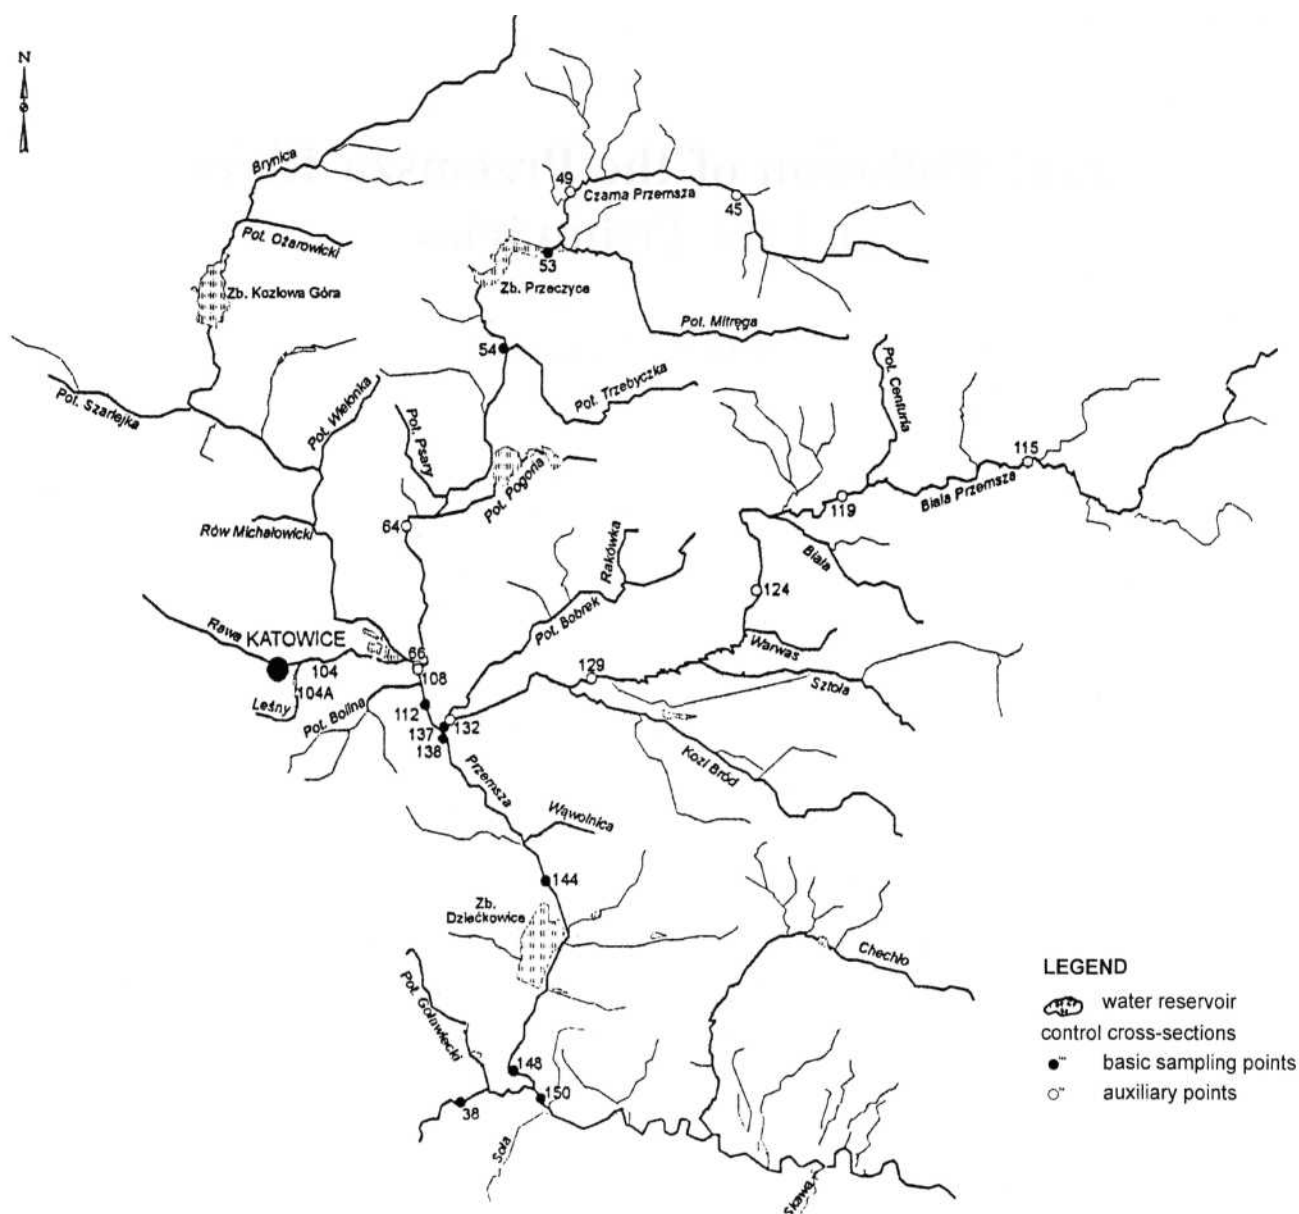 N
Brynica
49
Czarna Przemsza
45
Pot. Ożarowicki
53
Zb. Kozłowa Góra
Zb. Przeczyce
Pot. Mitręga
54
Pot. Szarlejka
Pot. Wielonka
Pot. Trzebyczka
Pot. Centuria
Pot. Psary
Pot. Pogoria
115
Biała Przemsza
119
64
Rów Michałowicki
Rakówka
Biała
124
Pot. Bobrek
Rawa
KATOWICE
Warwas
66
104
108
129
104A
Sztoła
Leśny
Pot. Bolina
112
132
137
138
Kozi Bród
Przemsza
Wąwolnica
144
Zb.
Dziećkowice
Chechło
Pot. Goławiecki
148
150
38
Soła
Skawa
LEGEND
water reservoir
control cross-sections
basic sampling points
auxiliary points